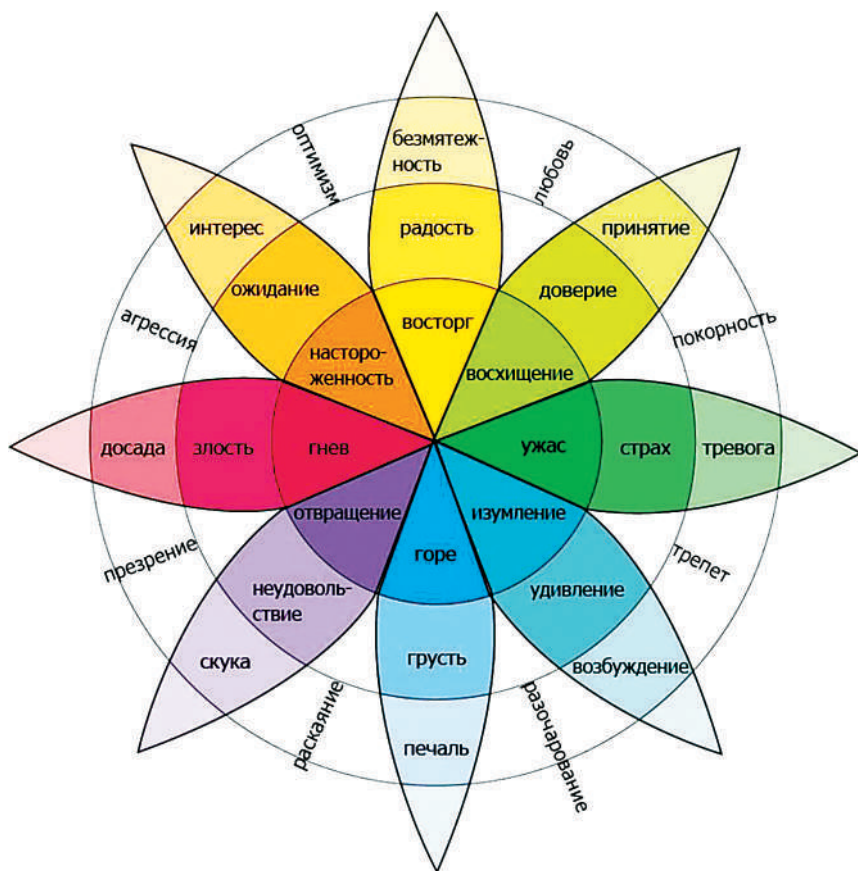 безмятеж-
ность
оптимизм
любовь
интерес
радость
принятие
ожидание
доверие
агрессия
восторг
покорность
насторо-
женность
восхищение
досада
злость
гнев
ужас
страх
тревога
отвращение
изумление
презрение
горе
трепет
неудоволь-
ствие
удивление
скука
грусть
возбуждение
раскаяние
разочарование
печаль